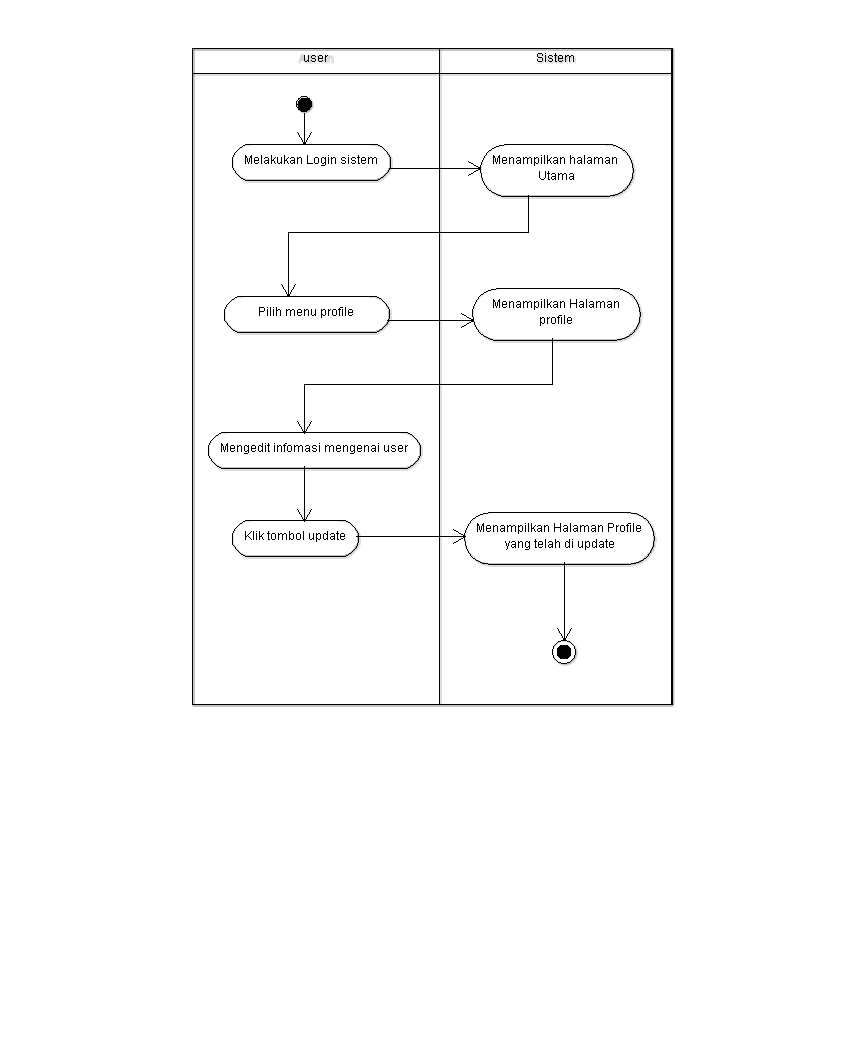 user
Sistem
Melakukan Login sistem
Menampilkan halaman
Utama
Pilih menu profile
Menampilkan Halaman
profile
Mengedit infomasi mengenai user
Klik tombol update
Menampilkan Halaman Profile
yang telah di update